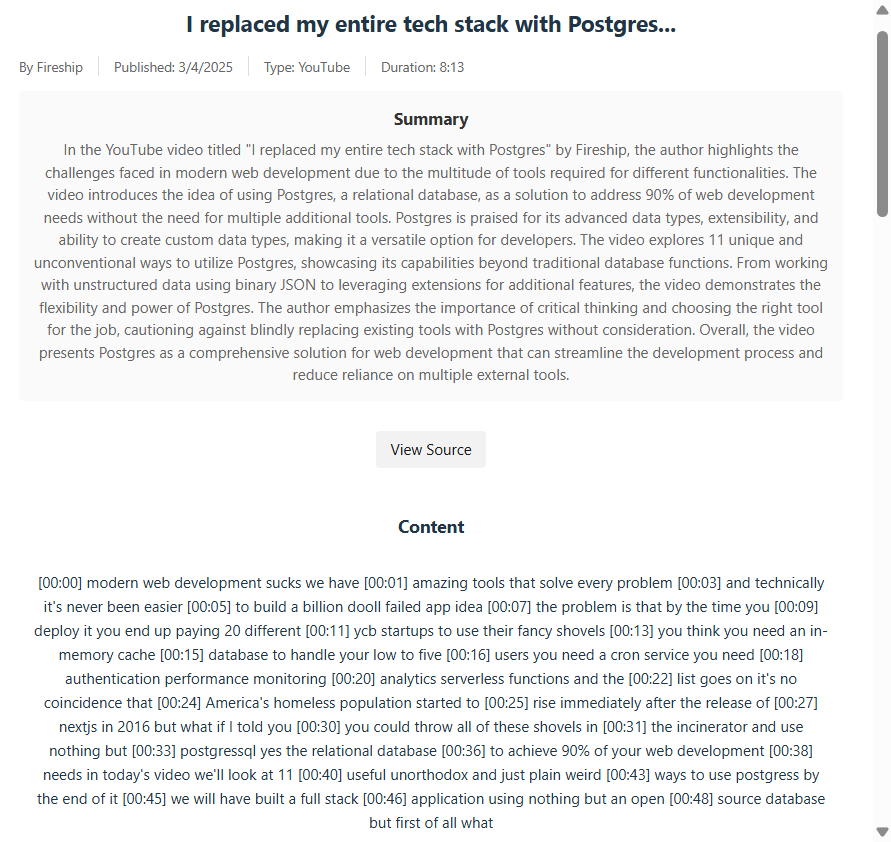 I replaced my entire tech stack with Postgres...
By Fireship
Published: 3/4/2025
Type: YouTube
Duration: 8:13
Summary
In the YouTube video titled "I replaced my entire tech stack with Postgres" by Fireship, the author highlights the
challenges faced in modern web development due to the multitude of tools required for different functionalities. The
video introduces the idea of using Postgres, a relational database, as a solution to address 90% of web development
needs without the need for multiple additional tools. Postgres is praised for its advanced data types, extensibility, and
ability to create custom data types, making it a versatile option for developers. The video explores 11 unique and
unconventional ways to utilize Postgres, showcasing its capabilities beyond traditional database functions. From working
with unstructured data using binary JSON to leveraging extensions for additional features, the video demonstrates the
flexibility and power of Postgres. The author emphasizes the importance of critical thinking and choosing the right tool
for the job, cautioning against blindly replacing existing tools with Postgres without consideration. Overall, the video
presents Postgres as a comprehensive solution for web development that can streamline the development process and
reduce reliance on multiple external tools.
View Source
Content
[00:00] modern web development sucks we have [00:01] amazing tools that solve every problem [00:03] and technically
it's never been easier [00:05] to build a billion dooll failed app idea [00:07] the problem is that by the time you [00:09]
deploy it you end up paying 20 different [00:11] ycb startups to use their fancy shovels [00:13] you think you need an in-
memory cache [00:15] database to handle your low to five [00:16] users you need a cron service you need [00:18]
authentication performance monitoring [00:20] analytics serverless functions and the [00:22] list goes on it's no
coincidence that [00:24] America's homeless population started to [00:25] rise immediately after the release of [00:27]
nextjs in 2016 but what if I told you [00:30] you could throw all of these shovels in [00:31] the incinerator and use
nothing but [00:33] postgressql yes the relational database [00:36] to achieve 90% of your web development [00:38]
needs in today's video we'll look at 11 [00:40] useful unorthodox and just plain weird [00:43] ways to use postgress by
the end of it [00:45] we will have built a full stack [00:46] application using nothing but an open [00:48] source database
but first of all what